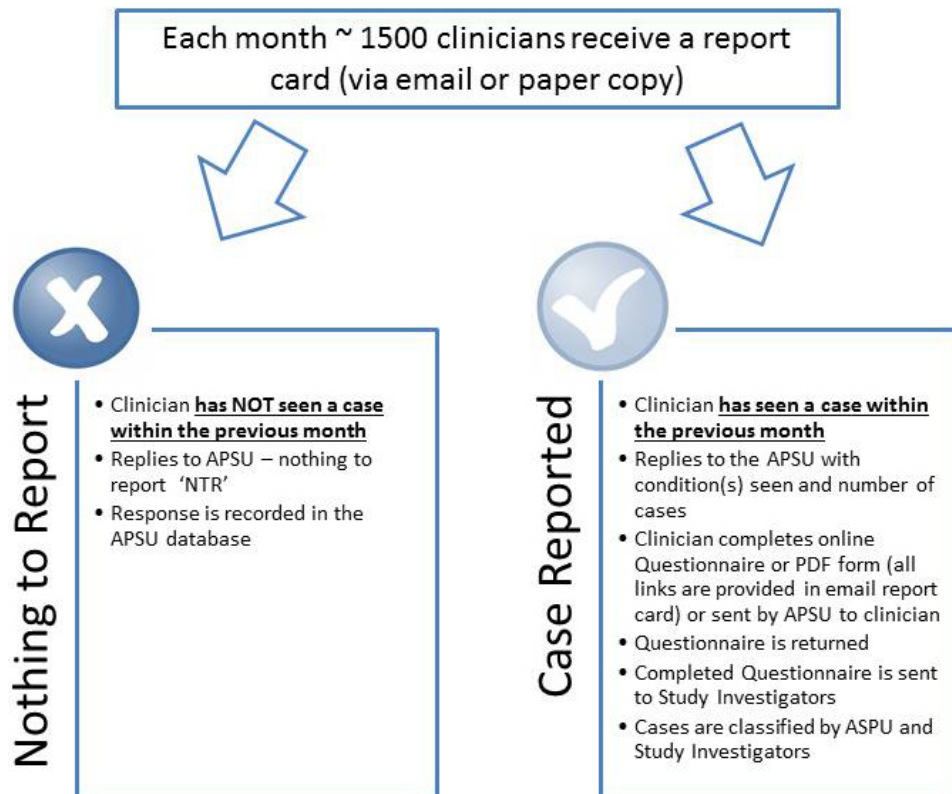 Each month ~ 1500 clinicians receive a report
card (via email or paper copy)
Nothing to Report
• Clinician has NOT seen a case
within the previous month
• Replies to APSU – nothing to
report 'NTR'
• Response is recorded in the
APSU database
Case Reported
• Clinician has seen a case within
the previous month
• Replies to the APSU with
condition(s) seen and number of
cases
• Clinician completes online
Questionnaire or PDF form (all
links are provided in email report
card) or sent by APSU to clinician
• Questionnaire is returned
• Completed Questionnaire is sent
to Study Investigators
• Cases are classified by ASPU and
Study Investigators